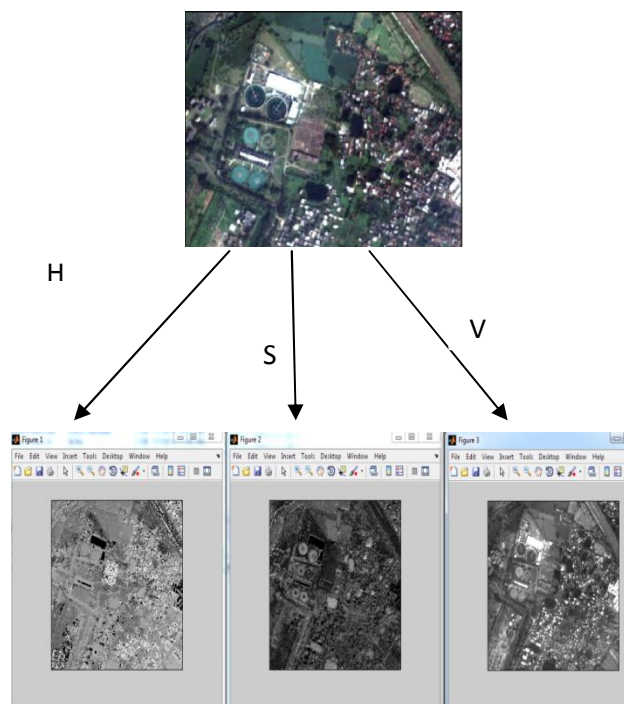 H
S
V
Figure 1
File Edit View Insert Tools Desktop Window Help
Figure 2
File Edit View Insert Tools Desktop Window Help
Figure 3
File Edit View Insert Tools Desktop Window Help